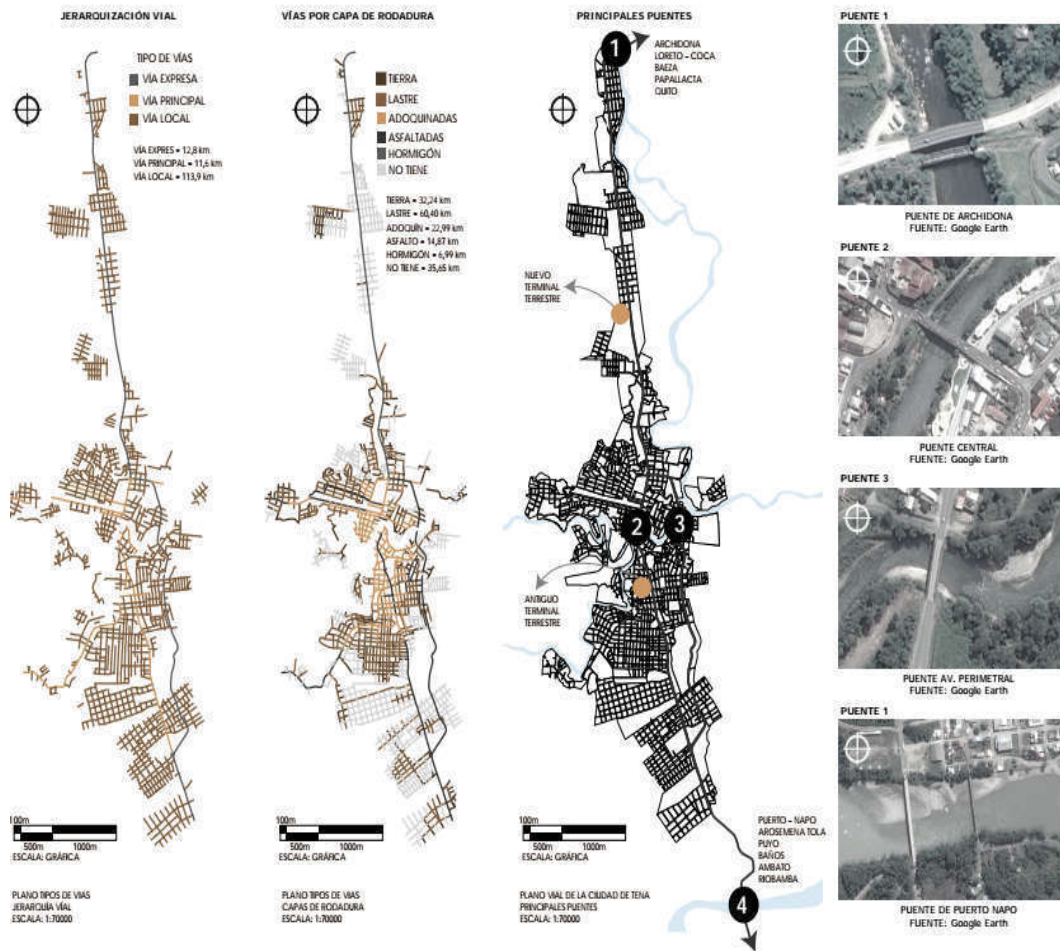 JERARQUIZACIÓN VIAL
TIPO DE VÍAS
VÍA EXPRESA
VÍA PRINCIPAL
VÍA LOCAL
VÍA EXPRES = 12,8 km
VÍA PRINCIPAL = 11,6 km
VÍA LOCAL = 113,9 km
100m
500m 1000m
ESCALA: GRÁFICA
PLANO TIPOS DE VIAS
JERARQUÍA VÍAL
ESCALA: 1:70000
VÍAS POR CAPA DE RODADURA
TIERRA
LASTRE
ADOQUINADAS
ASFALTADAS
HORMIGÓN
NO TIENE
TIERRA = 32,24 km
LASTRE = 60,40 km
ADOQUÍN = 22,99 km
ASFALTO = 14,87 km
HORMIGÓN = 6,99 km
NO TIENE = 35,65 km
100m
500m 1000m
ESCALA: GRÁFICA
PLANO TIPOS DE VIAS
CAPAS DE RODADURA
ESCALA: 1:70000
PRINCIPALES PUENTES
1
ARCHIDONA
LORETO - COCA
BAEZA
PAPALLACTA
QUITO
NUEVO
TERMINAL
TERRESTRE
2
3
ANTIGUO
TERMINAL
TERRESTRE
PUERTO - NAPO
AROSEMENA TOLA
PUYO
BAÑOS
AMBATO
RIOBAMBA
4
100m
500m 1000m
ESCALA: GRÁFICA
PLANO VIAL DE LA CIUDAD DE TENA
PRINCIPALES PUENTES
ESCALA: 1:70000
PUENTE 1
PUENTE DE ARCHIDONA
FUENTE: Google Earth
PUENTE 2
PUENTE CENTRAL
FUENTE: Google Earth
PUENTE 3
PUENTE AV. PERIMETRAL
FUENTE: Google Earth
PUENTE 1
PUENTE DE PUERTO NAPO
FUENTE: Google Earth